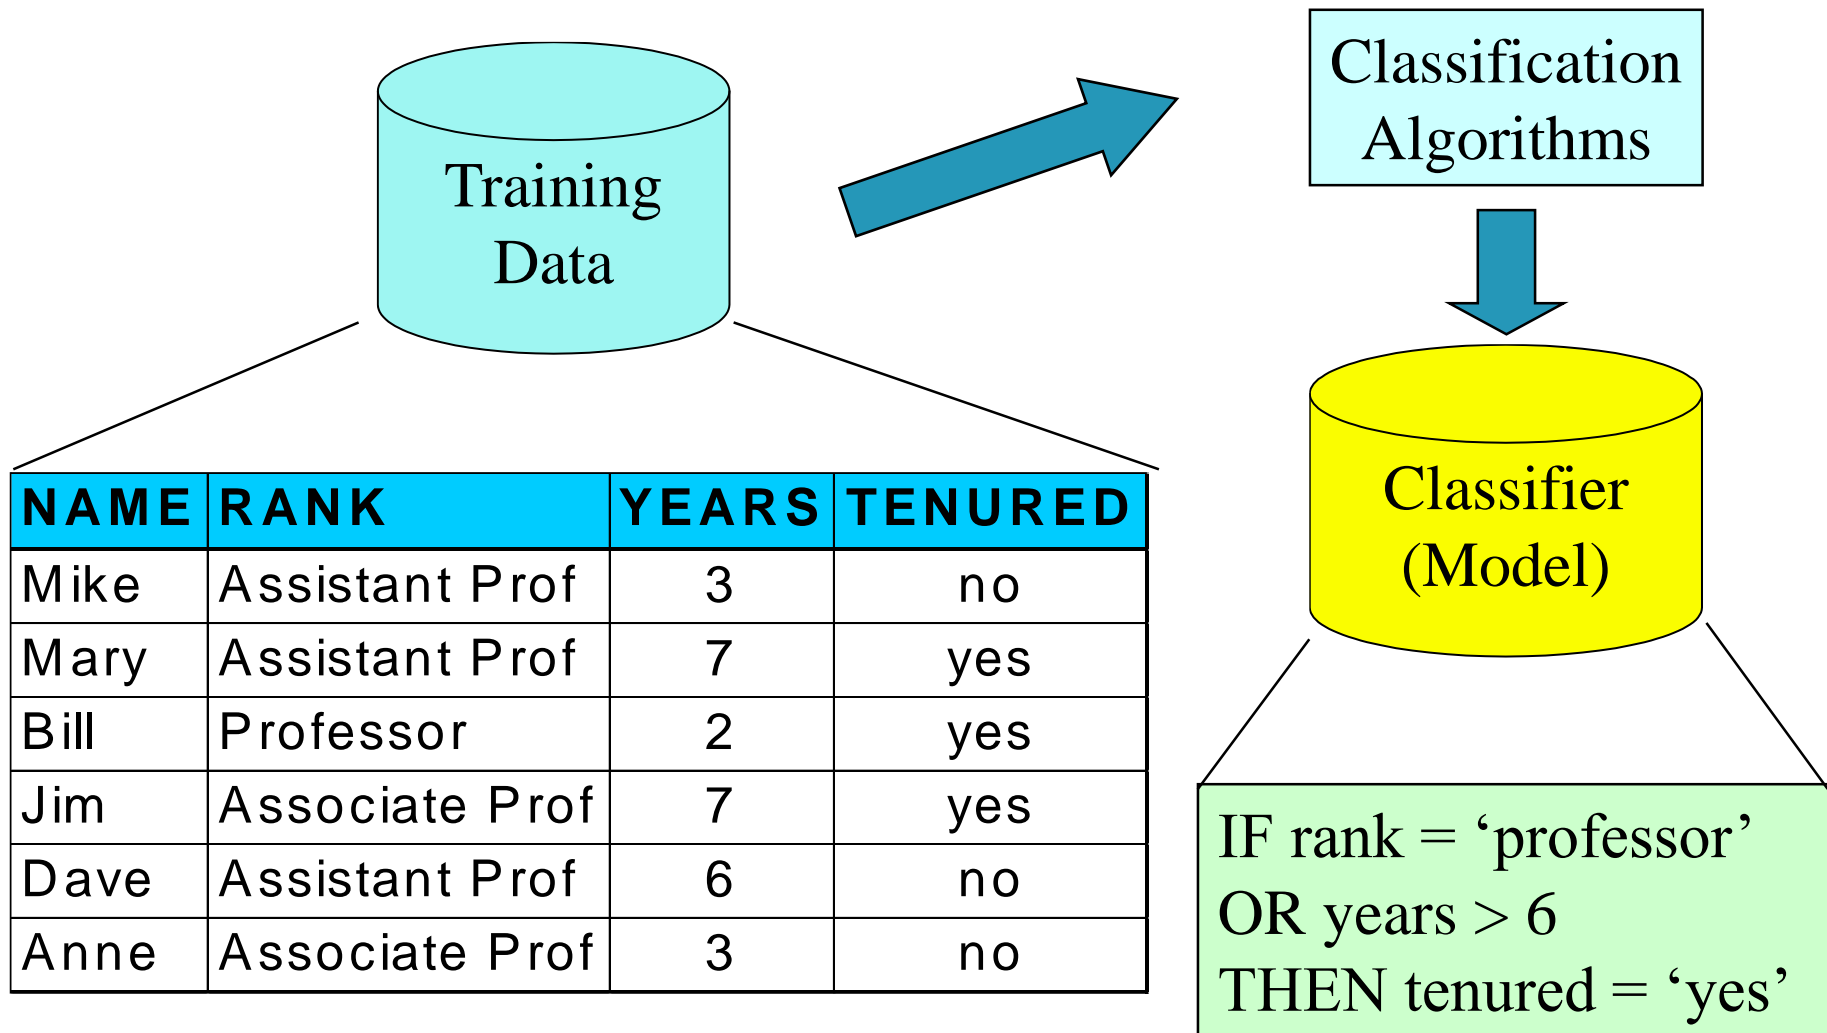 Training
Data
Classification
Algorithms
NAME RANK YEARS TENURED
Mike Assistant Prof 3 no
Mary Assistant Prof 7 yes
Bill Professor 2 yes
Jim Associate Prof 7 yes
Dave Assistant Prof 6 no
Anne Associate Prof 3 no
Classifier
(Model)
IF rank = ‘professor’
OR years > 6
THEN tenured = ‘yes’